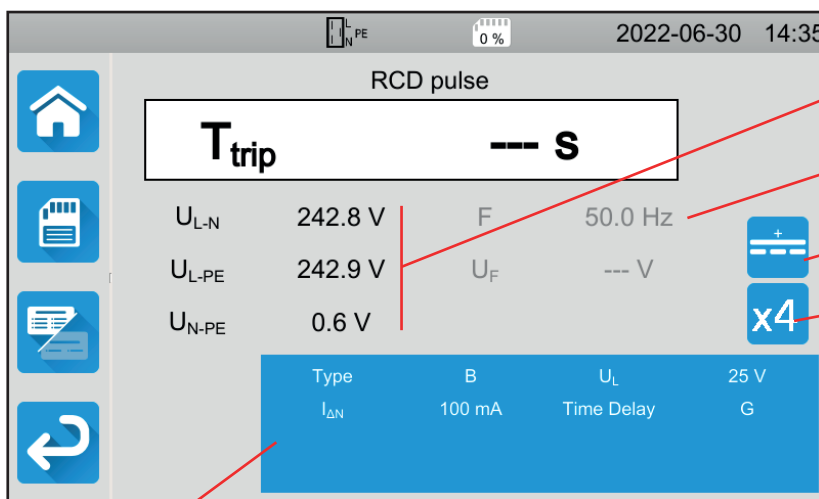 L
N PE 0 % 2022-06-30 14:35
RCD pulse
Ttrip --- s
UL-N 242.8 V F 50.0 Hz
UL-PE 242.9 V UF --- V
UN-PE 0.6 V
x4
Type B UL 25 V
IΔN 100 mA Time Delay G